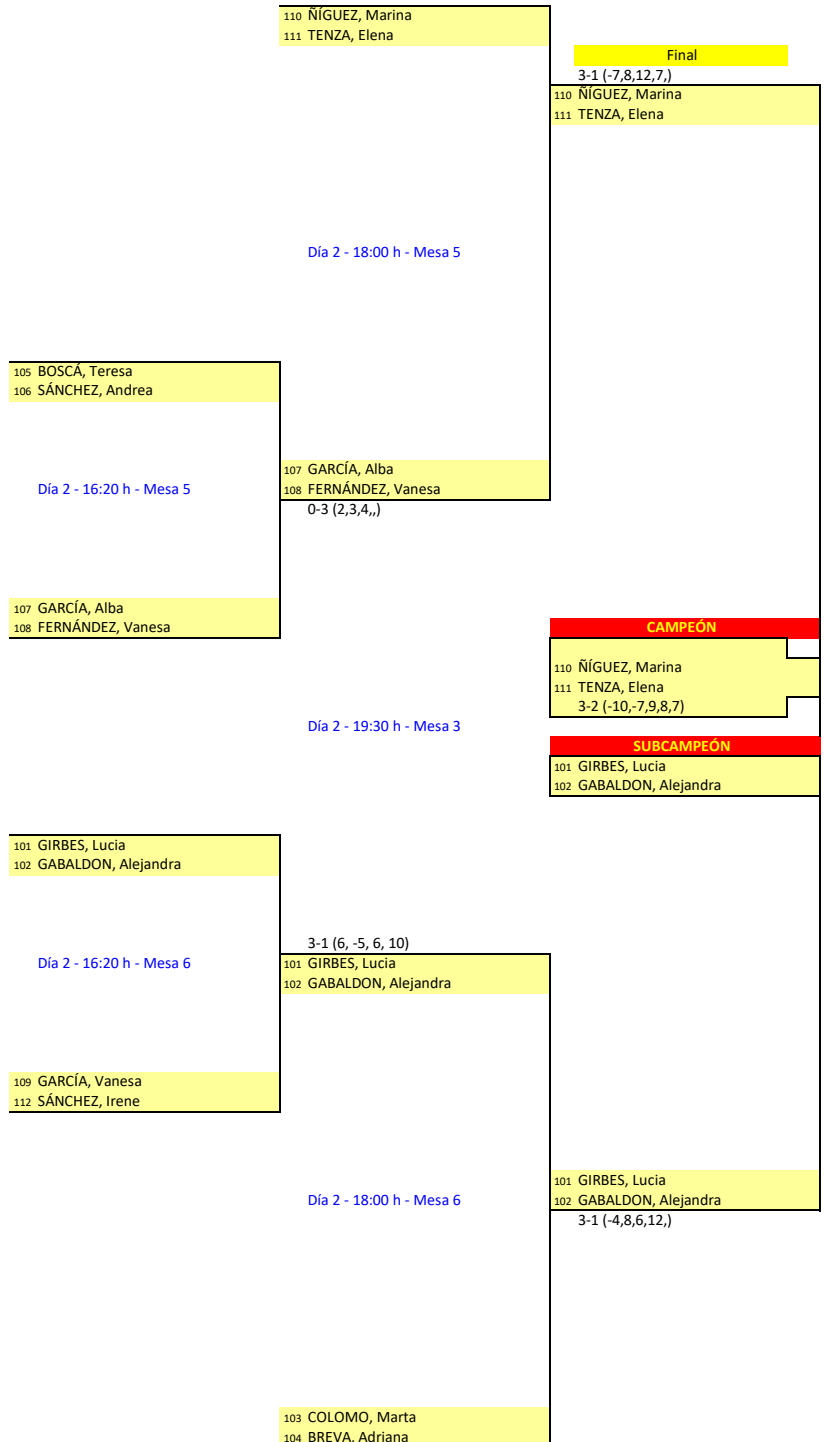 110 ÑÍGUEZ, Marina
111 TENZA, Elena
Final
3-1 (-7,8,12,7,)
110 ÑÍGUEZ, Marina
111 TENZA, Elena
Día 2 - 18:00 h - Mesa 5
105 BOSCÁ, Teresa
106 SÁNCHEZ, Andrea
Día 2 - 16:20 h - Mesa 5
107 GARCÍA, Alba
108 FERNÁNDEZ, Vanesa
0-3 (2,3,4,,)
107 GARCÍA, Alba
108 FERNÁNDEZ, Vanesa
CAMPEÓN
110 ÑÍGUEZ, Marina
111 TENZA, Elena
3-2 (-10,-7,9,8,7)
Día 2 - 19:30 h - Mesa 3
SUBCAMPEÓN
101 GIRBES, Lucia
102 GABALDON, Alejandra
101 GIRBES, Lucia
102 GABALDON, Alejandra
3-1 (6, -5, 6, 10)
Día 2 - 16:20 h - Mesa 6
101 GIRBES, Lucia
102 GABALDON, Alejandra
109 GARCÍA, Vanesa
112 SÁNCHEZ, Irene
Día 2 - 18:00 h - Mesa 6
101 GIRBES, Lucia
102 GABALDON, Alejandra
3-1 (-4,8,6,12,)
103 COLOMO, Marta
104 BREVA, Adriana